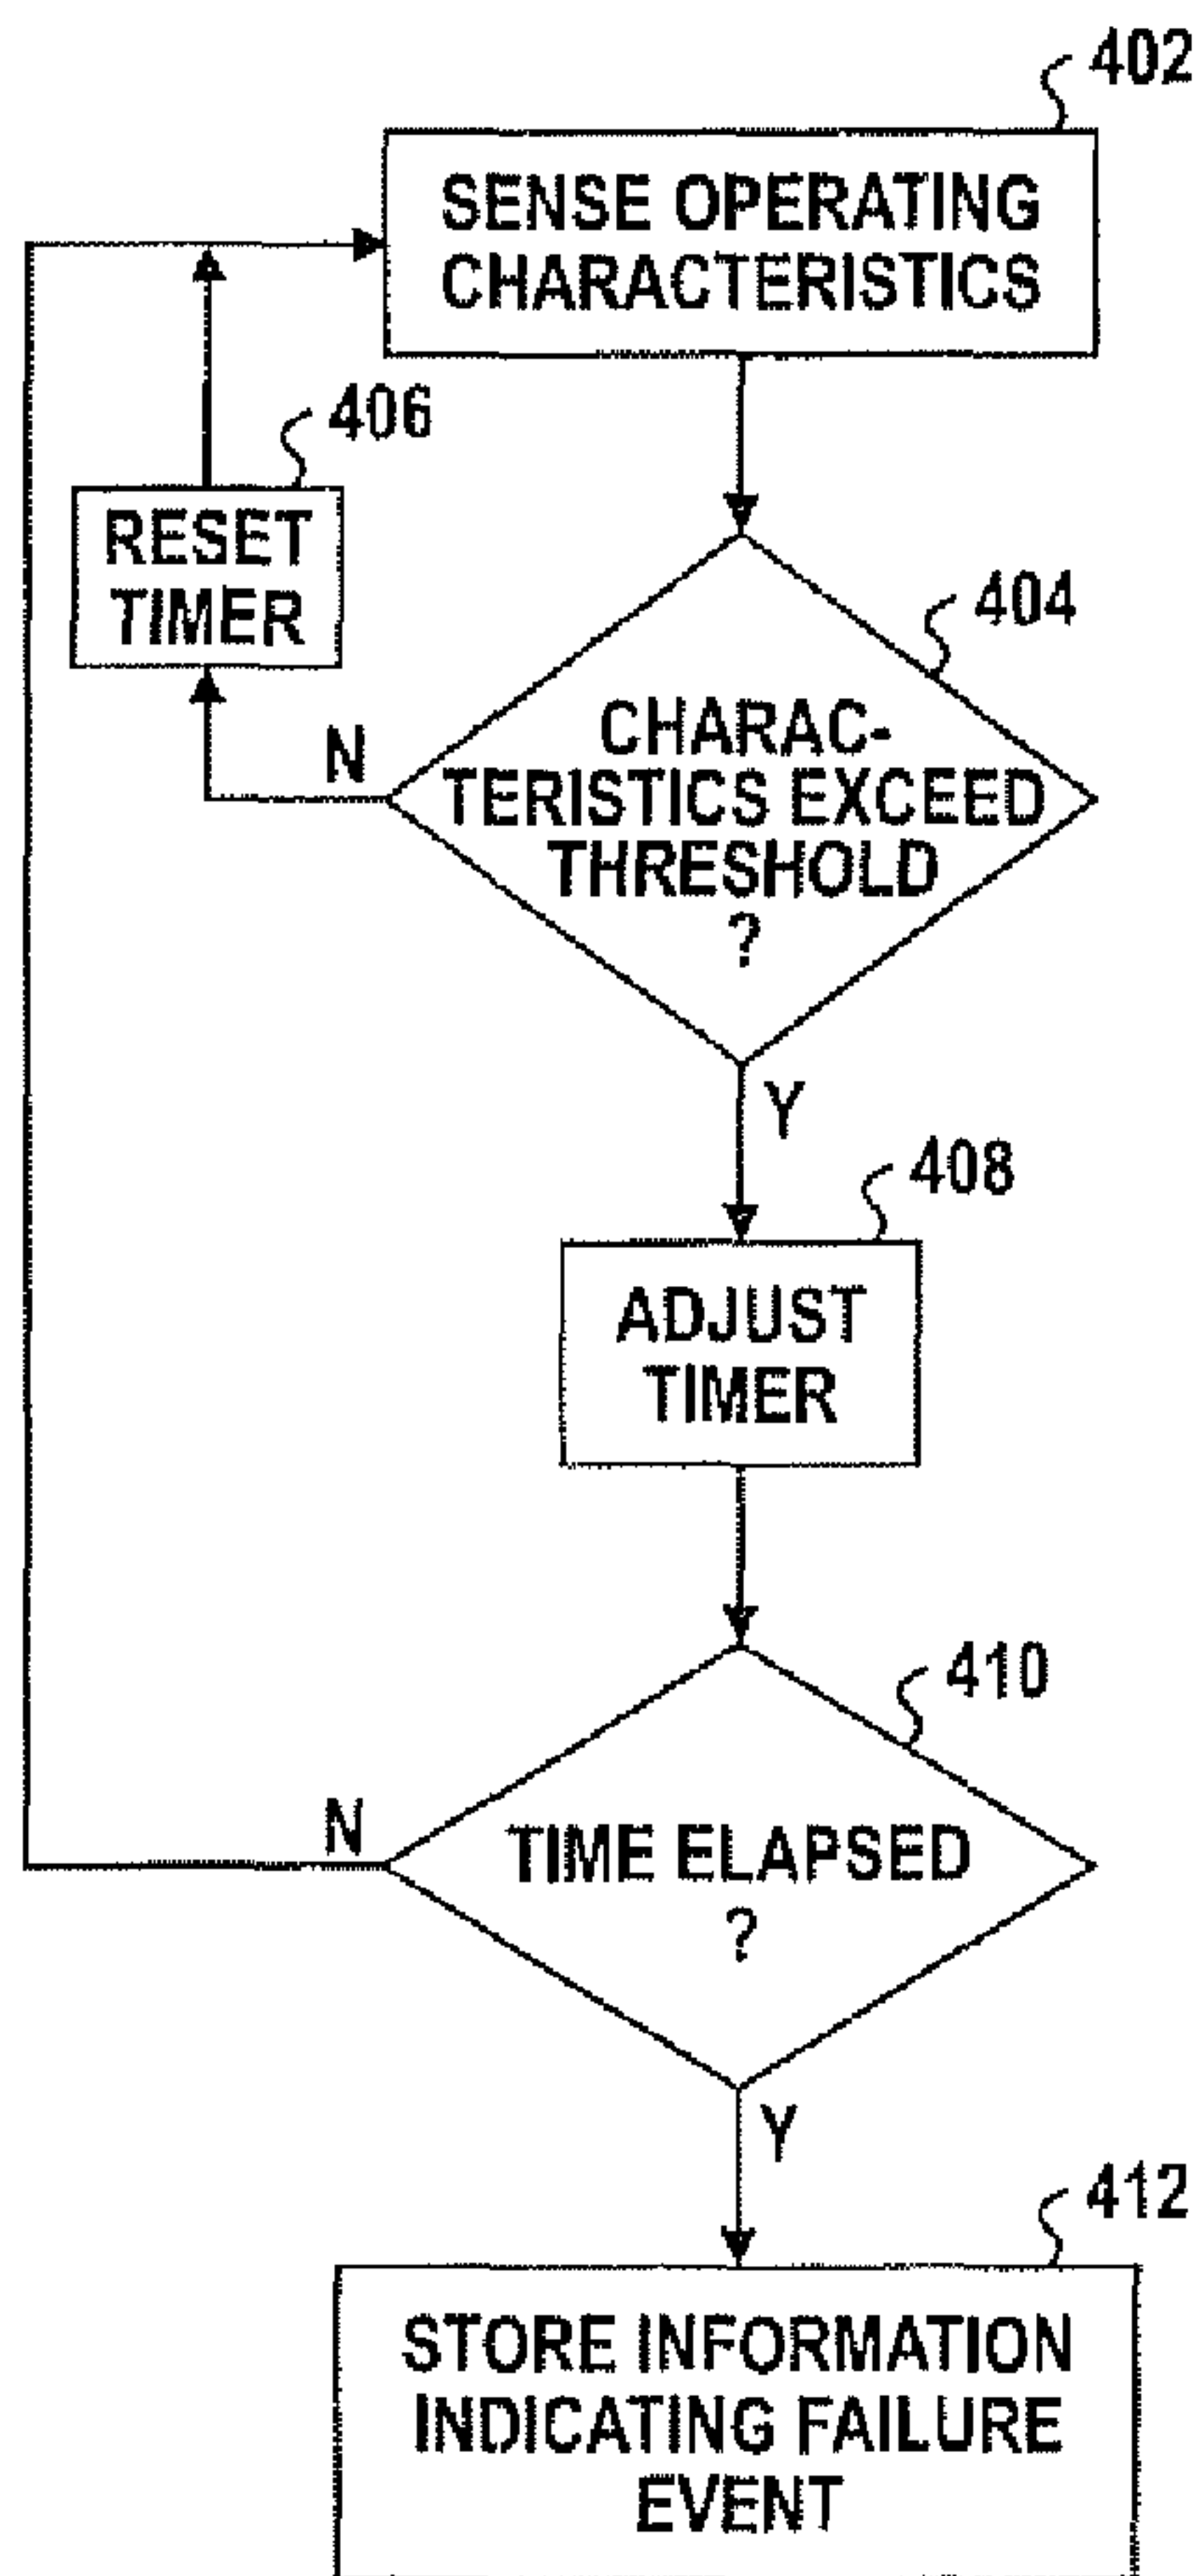 402
SENSE OPERATING
CHARACTERISTICS
406
RESET
TIMER
404
CHARAC-
TERISTICS EXCEED
THRESHOLD
?
N
Y
408
ADJUST
TIMER
410
TIME ELAPSED
?
N
Y
412
STORE INFORMATION
INDICATING FAILURE
EVENT